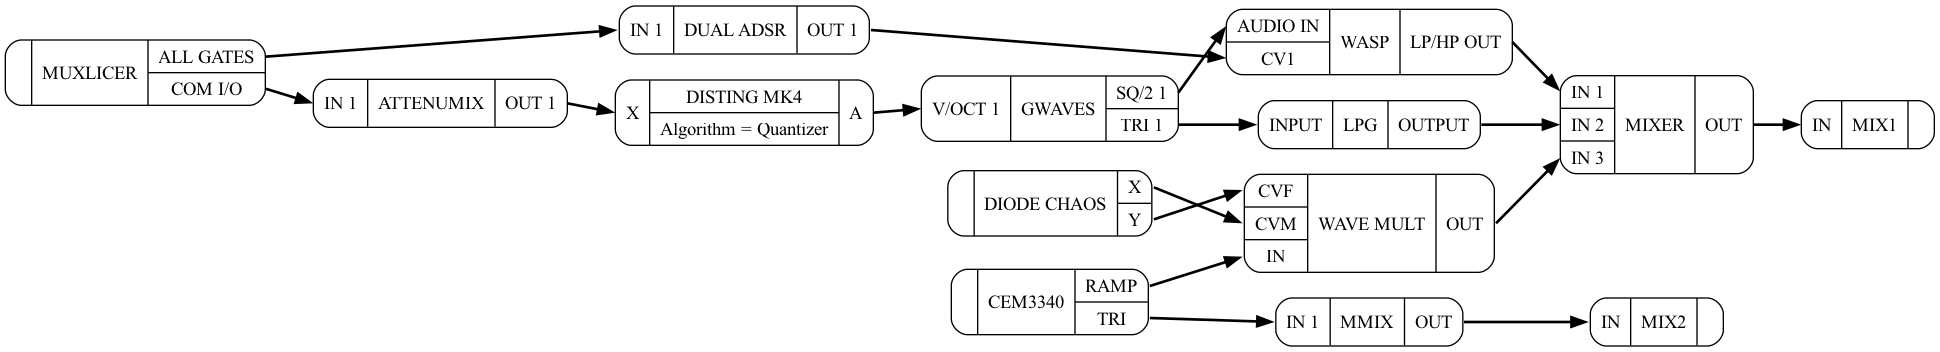 MUXLICER
ALL GATES
COM I/O
IN 1
DUAL ADSR
OUT 1
IN 1
ATTENUMIX
OUT 1
X
DISTING MK4
Algorithm = Quantizer
A
V/OCT 1
GWAVES
SQ/2 1
TRI 1
AUDIO IN
CV1
WASP
LP/HP OUT
INPUT
LPG
OUTPUT
DIODE CHAOS
X
Y
CVF
CVM
IN
WAVE MULT
OUT
CEM3340
RAMP
TRI
IN 1
MMIX
OUT
IN 1
IN 2
IN 3
MIXER
OUT
IN
MIX1
IN
MIX2